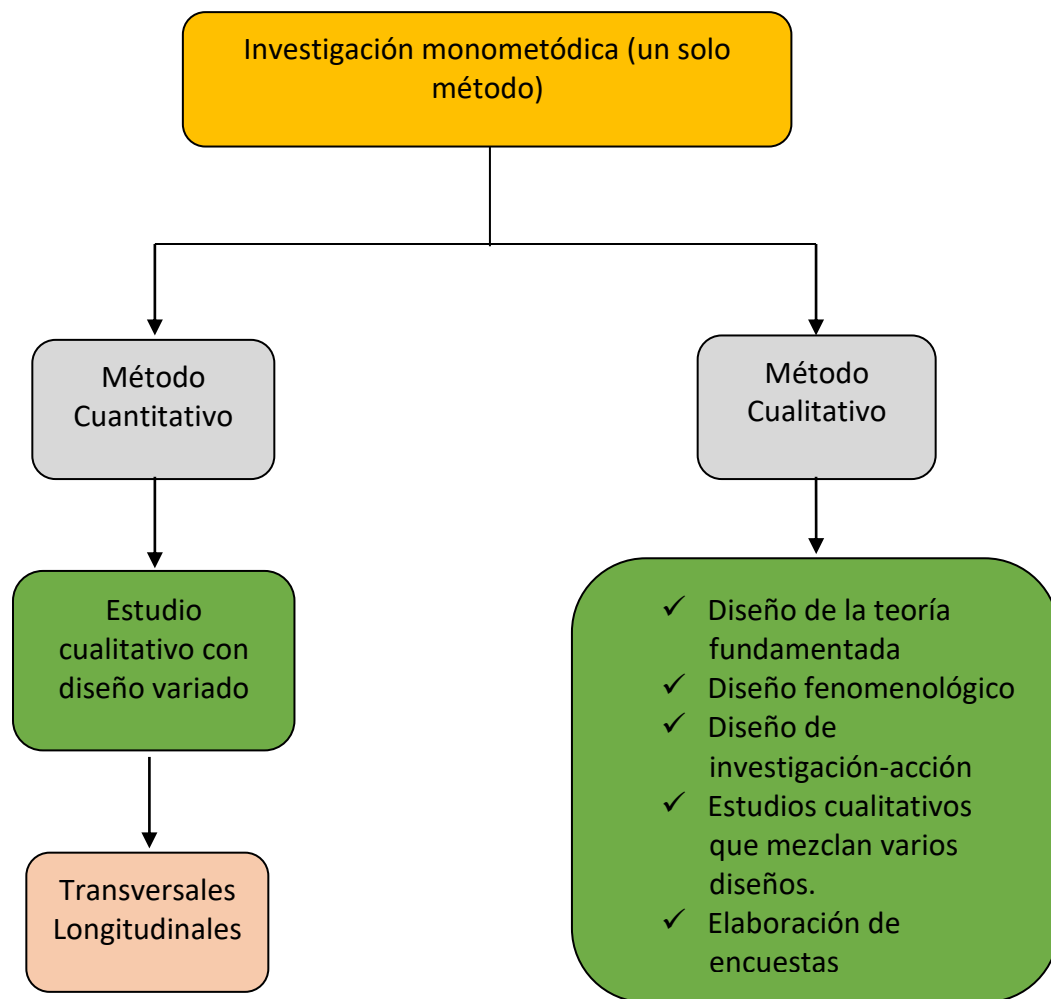 Investigación monometódica (un solo
método)
Método
Cuantitativo
Método
Cualitativo
Estudio
cualitativo con
diseño variado
Transversales
Longitudinales
✓ Diseño de la teoría
fundamentada
✓ Diseño fenomenológico
✓ Diseño de
investigación-acción
✓ Estudios cualitativos
que mezclan varios
diseños.
✓ Elaboración de
encuestas